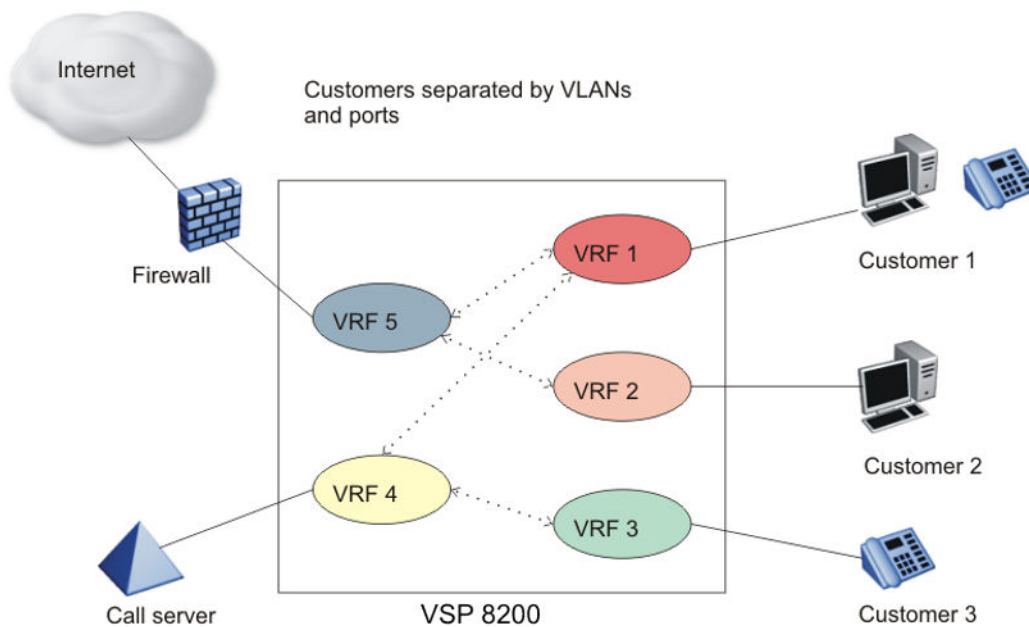 Internet
Customers separated by VLANs
and ports
Firewall
VRF 1
Customer 1
VRF 5
VRF 2
Customer 2
VRF 4
VRF 3
Call server
VSP 8200
Customer 3